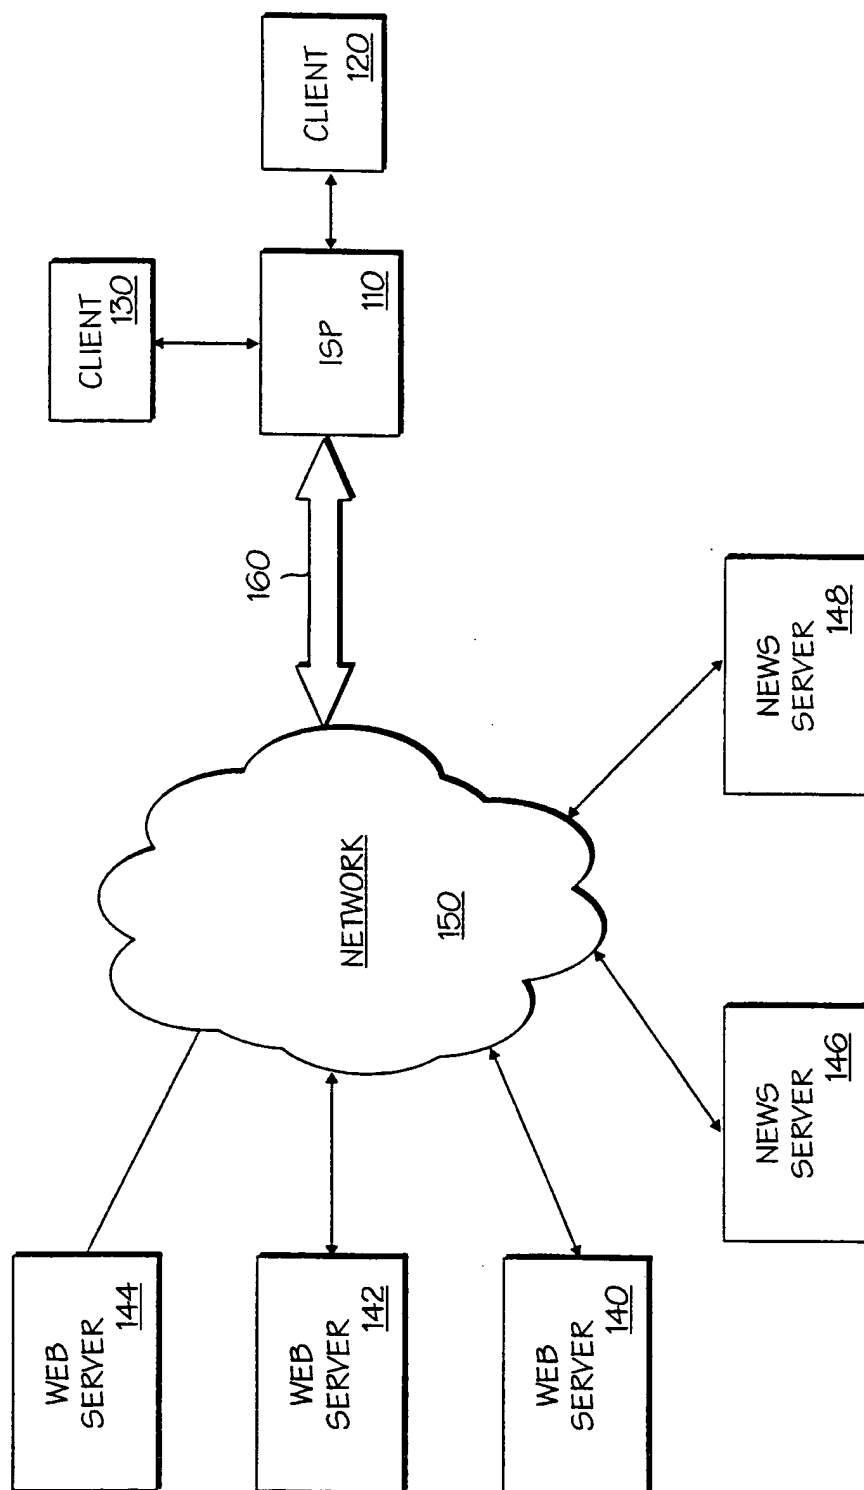 WEB
SERVER
144
WEB
SERVER
142
WEB
SERVER
140
NETWORK
150
160
CLIENT
130
ISP
110
CLIENT
120
NEWS
SERVER
146
NEWS
SERVER
148